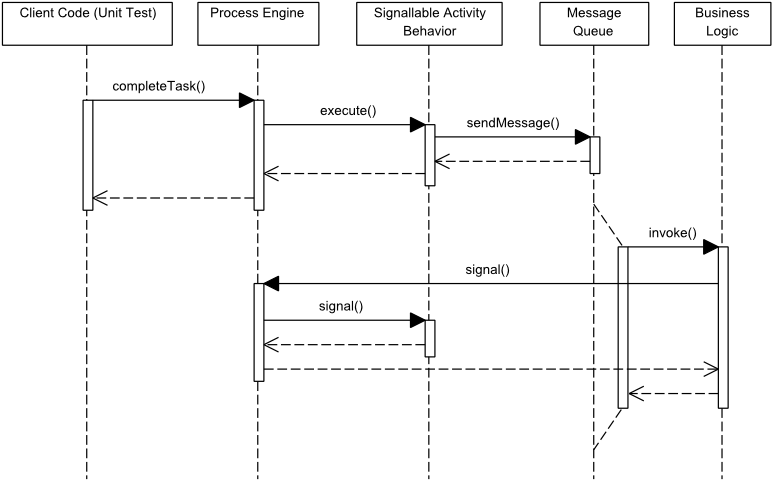 Client Code (Unit Test)
Process Engine
Signallable Activity
Behavior
Message
Queue
Business
Logic
completeTask()
execute()
sendMessage()
invoke()
signal()
signal()